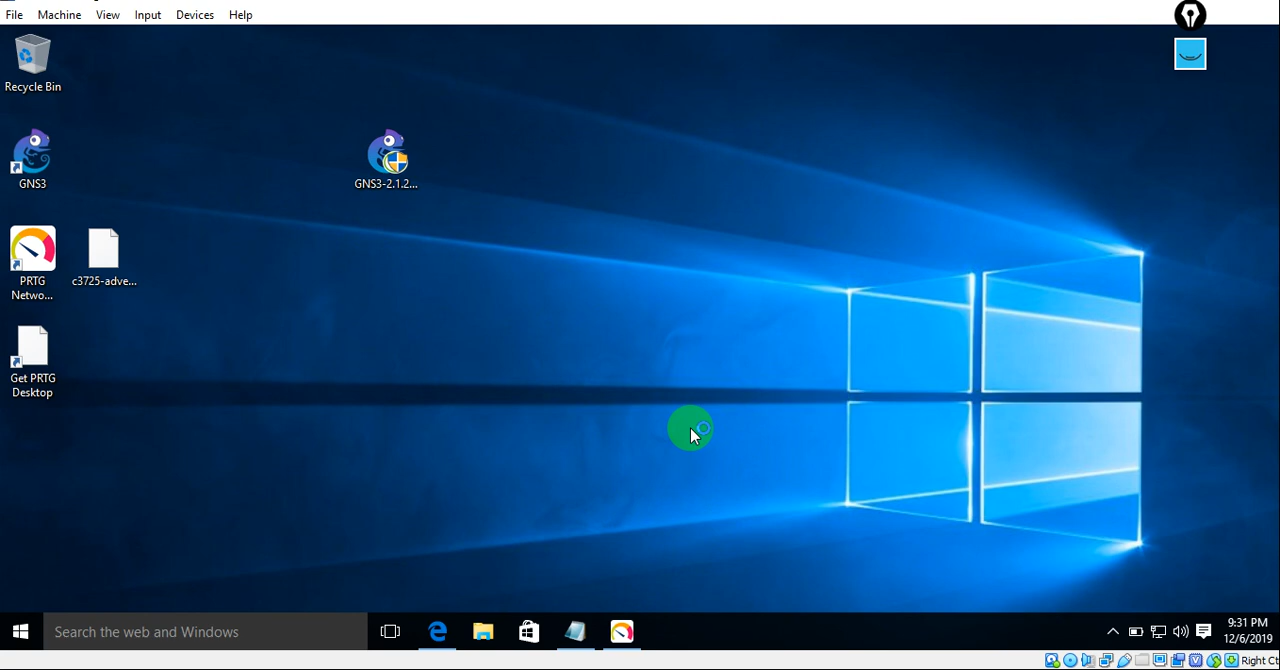 File Machine View Input Devices Help
Recycle Bin
GNS3
GNS3-2.1.2...
PRTG
Netwo...
c3725-adve...
Get PRTG
Desktop
Search the web and Windows
9:31 PM
12/6/2019
Right Ct